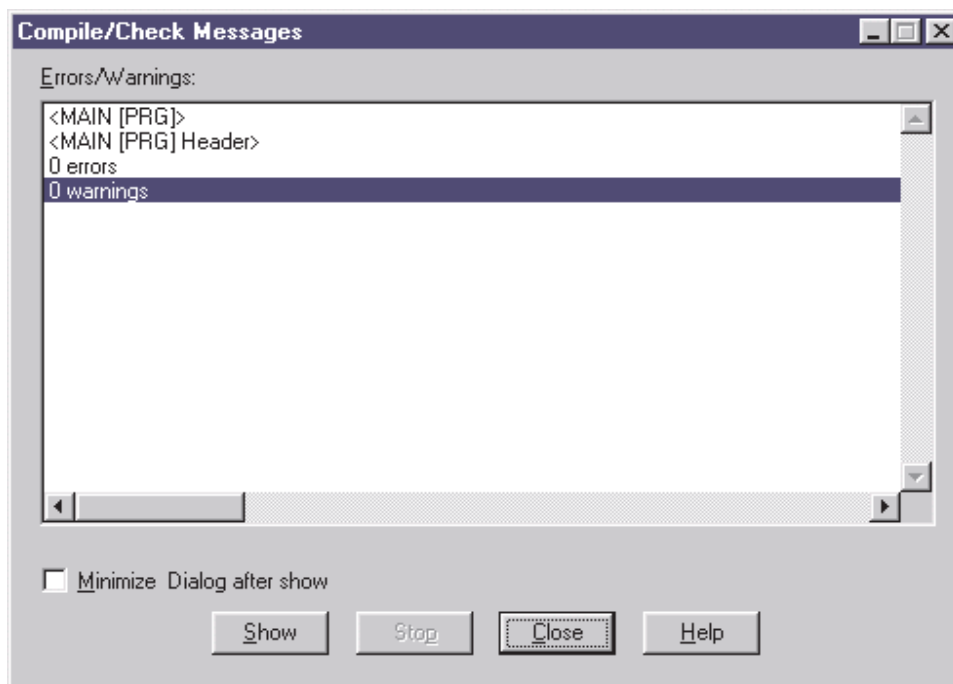 Compile/Check Messages
Errors/Warnings:
<MAIN [PRG]>
<MAIN [PRG] Header>
0 errors
0 warnings
Minimize Dialog after show
Show Stop Close Help